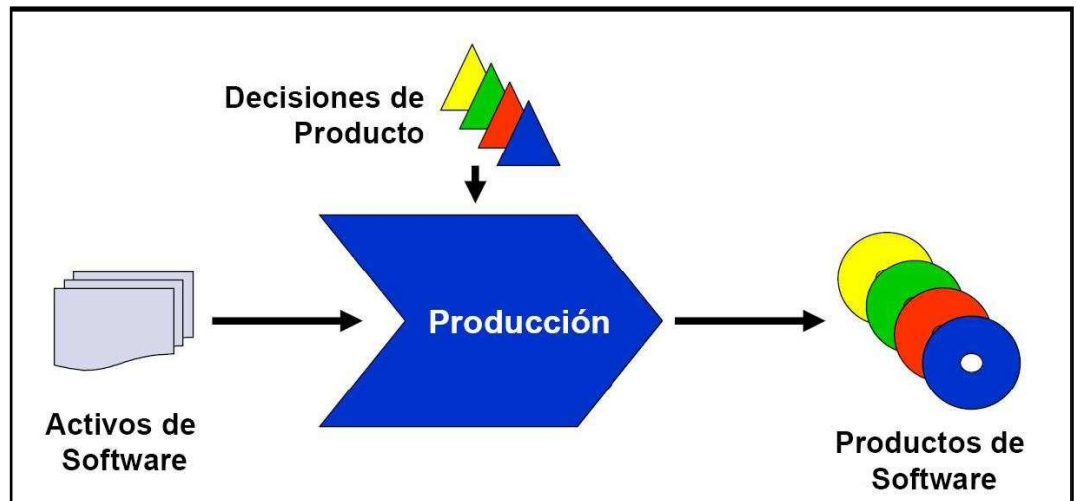 Decisiones de
Producto
Producción
Activos de
Software
Productos de
Software